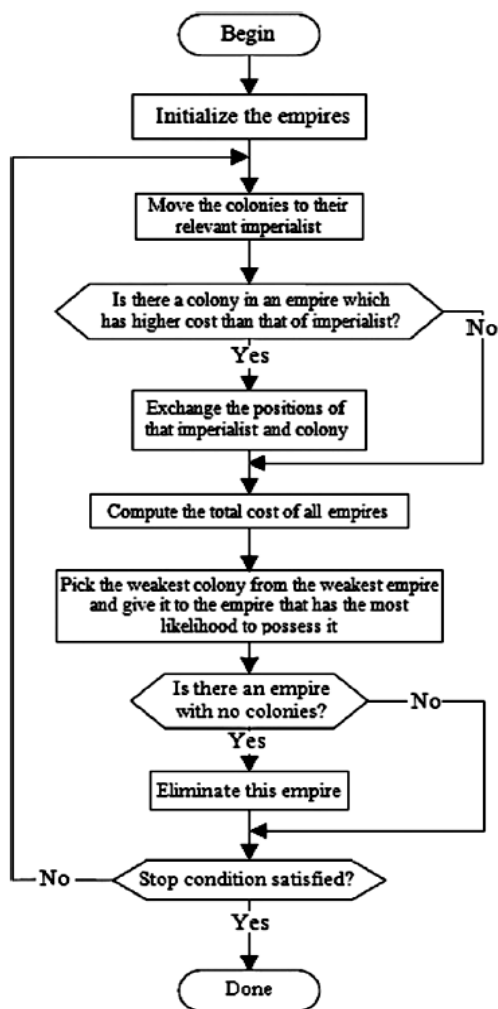 Begin
Initialize the empires
Move the colonies to their
relevant imperialist
Is there a colony in an empire which
has higher cost than that of imperialist?
No
Yes
Exchange the positions of
that imperialist and colony
Compute the total cost of all empires
Pick the weakest colony from the weakest empire
and give it to the empire that has the most
likelihood to possess it
Is there an empire
with no colonies?
No
Yes
Eliminate this empire
No
Stop condition satisfied?
Yes
Done